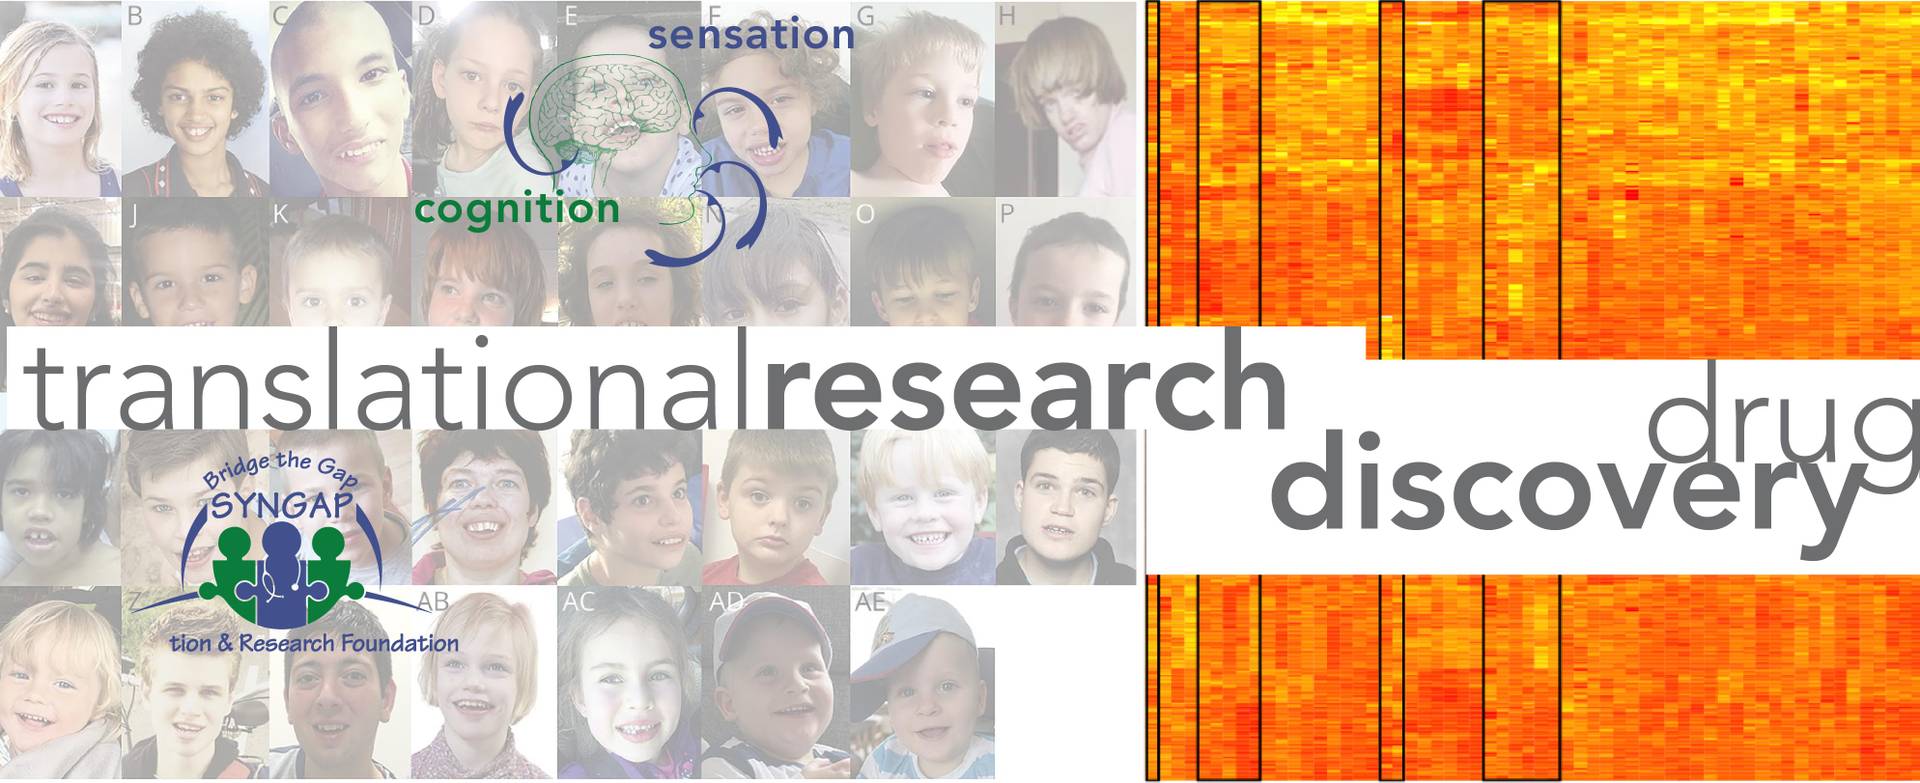 B C D E F G H
sensation
cognition
J K N O P
translationalresearch
drug
discovery
Bridge the Gap
SYNGAP
tion & Research Foundation
Z AB AC AD AE